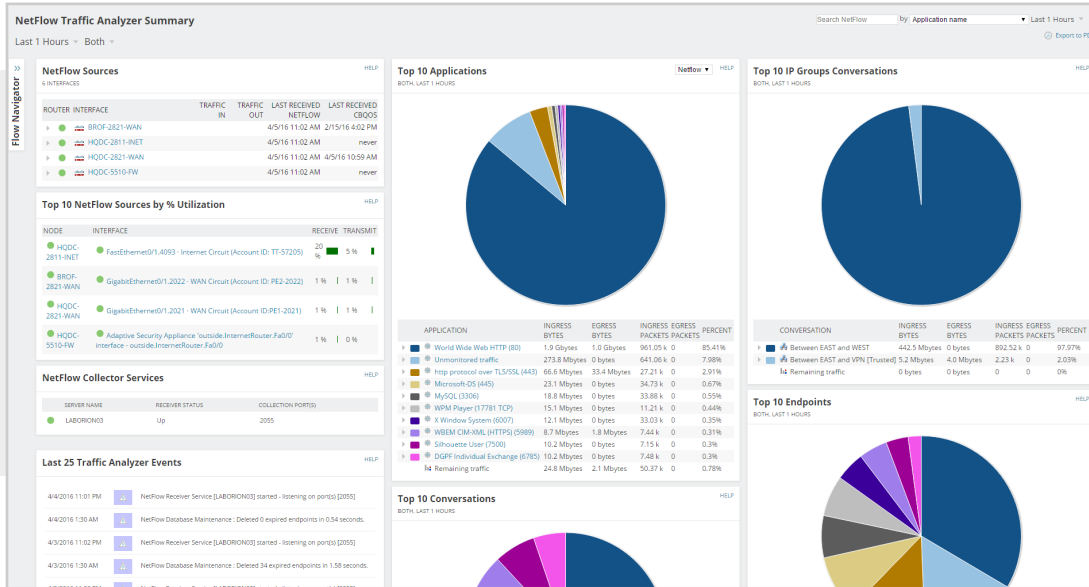 NetFlow Traffic Analyzer Summary
Search NetFlow by Application name Last 1 Hours
Last 1 Hours Both
Export to PD
Flow Navigator
NetFlow Sources HELP
6 INTERFACES
ROUTER INTERFACE TRAFFIC IN TRAFFIC OUT LAST RECEIVED NETFLOW LAST RECEIVED CBQOS
BROF-2821-WAN 4/5/16 11:02 AM 2/15/16 4:02 PM
HQDC-2811-INET 4/5/16 11:02 AM never
HQDC-2821-WAN 4/5/16 11:02 AM 4/5/16 10:59 AM
HQDC-5510-FW 4/5/16 11:02 AM never
Top 10 NetFlow Sources by % Utilization HELP
NODE INTERFACE RECEIVE TRANSMIT
HQDC-2811-INET FastEthernet0/1.4093 - Internet Circuit (Account ID: TT-57205) 20 % 5 %
BROF-2821-WAN GigabitEthernet0/1.2022 - WAN Circuit (Account ID: PE2-2022) 1 % 1 %
HQDC-2821-WAN GigabitEthernet0/1.2021 - WAN Circuit (Account ID:PE1-2021) 1 % 1 %
HQDC-5510-FW Adaptive Security Appliance 'outside.InternetRouter.Fa0/0' interface - outside.InternetRouter.Fa0/0 1 % 0 %
NetFlow Collector Services HELP
SERVER NAME RECEIVER STATUS COLLECTION PORT(S)
LABORION03 Up 2055
Last 25 Traffic Analyzer Events HELP
4/4/2016 11:01 PM NetFlow Receiver Service [LABORION03] started - listening on port(s) [2055]
4/4/2016 1:30 AM NetFlow Database Maintenance : Deleted 0 expired endpoints in 0.54 seconds.
4/3/2016 11:02 PM NetFlow Receiver Service [LABORION03] started - listening on port(s) [2055]
4/3/2016 1:30 AM NetFlow Database Maintenance : Deleted 34 expired endpoints in 1.58 seconds.
Top 10 Applications Netflow HELP
BOTH, LAST 1 HOURS
APPLICATION INGRESS BYTES EGRESS BYTES INGRESS PACKETS EGRESS PACKETS PERCENT
World Wide Web HTTP (80) 1.9 Gbytes 1.0 Gbytes 961.05 k 0 85.41%
Unmonitored traffic 273.8 Mbytes 0 bytes 641.06 k 0 7.98%
http protocol over TLS/SSL (443) 66.6 Mbytes 33.4 Mbytes 27.21 k 0 2.91%
Microsoft-DS (445) 23.1 Mbytes 0 bytes 34.73 k 0 0.67%
MySQL (3306) 18.8 Mbytes 0 bytes 33.88 k 0 0.55%
WPM Player (17781 TCP) 15.1 Mbytes 0 bytes 11.21 k 0 0.44%
X Window System (6007) 12.1 Mbytes 0 bytes 33.03 k 0 0.35%
WBEM CIM-XML (HTTPS) (5989) 8.7 Mbytes 1.8 Mbytes 7.44 k 0 0.31%
Silhouette User (7500) 10.2 Mbytes 0 bytes 7.15 k 0 0.3%
DGPF Individual Exchange (6785) 10.2 Mbytes 0 bytes 7.48 k 0 0.3%
Remaining traffic 24.8 Mbytes 2.1 Mbytes 50.37 k 0 0.78%
Top 10 Conversations HELP
BOTH, LAST 1 HOURS
Top 10 IP Groups Conversations HELP
BOTH, LAST 1 HOURS
CONVERSATION INGRESS BYTES EGRESS BYTES INGRESS PACKETS EGRESS PACKETS PERCENT
Between EAST and WEST 442.5 Mbytes 0 bytes 892.52 k 0 97.97%
Between EAST and VPN [Trusted] 5.2 Mbytes 4.0 Mbytes 2.23 k 0 2.03%
Remaining traffic 0 bytes 0 bytes 0 0 0%
Top 10 Endpoints HELP
BOTH, LAST 1 HOURS